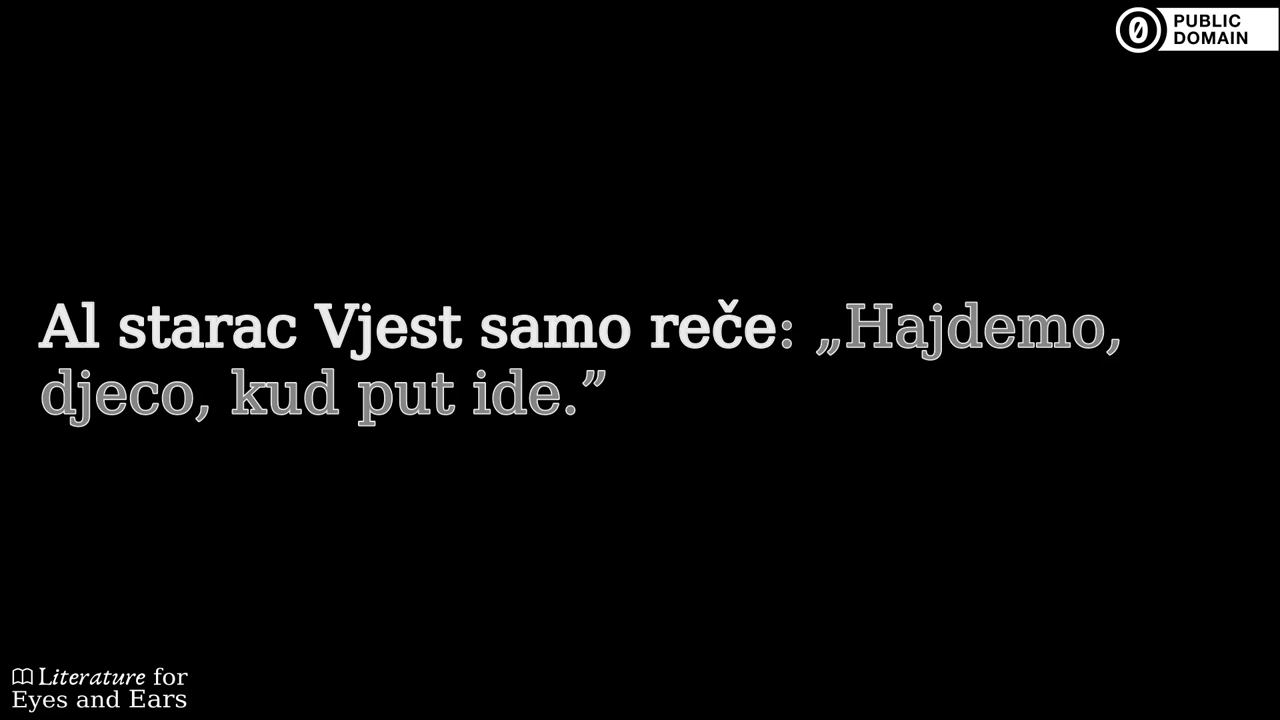 PUBLIC
DOMAIN
Al starac Vjest samo reče: „Hajdemo,
djeco, kud put ide.”
Literature for
Eyes and Ears